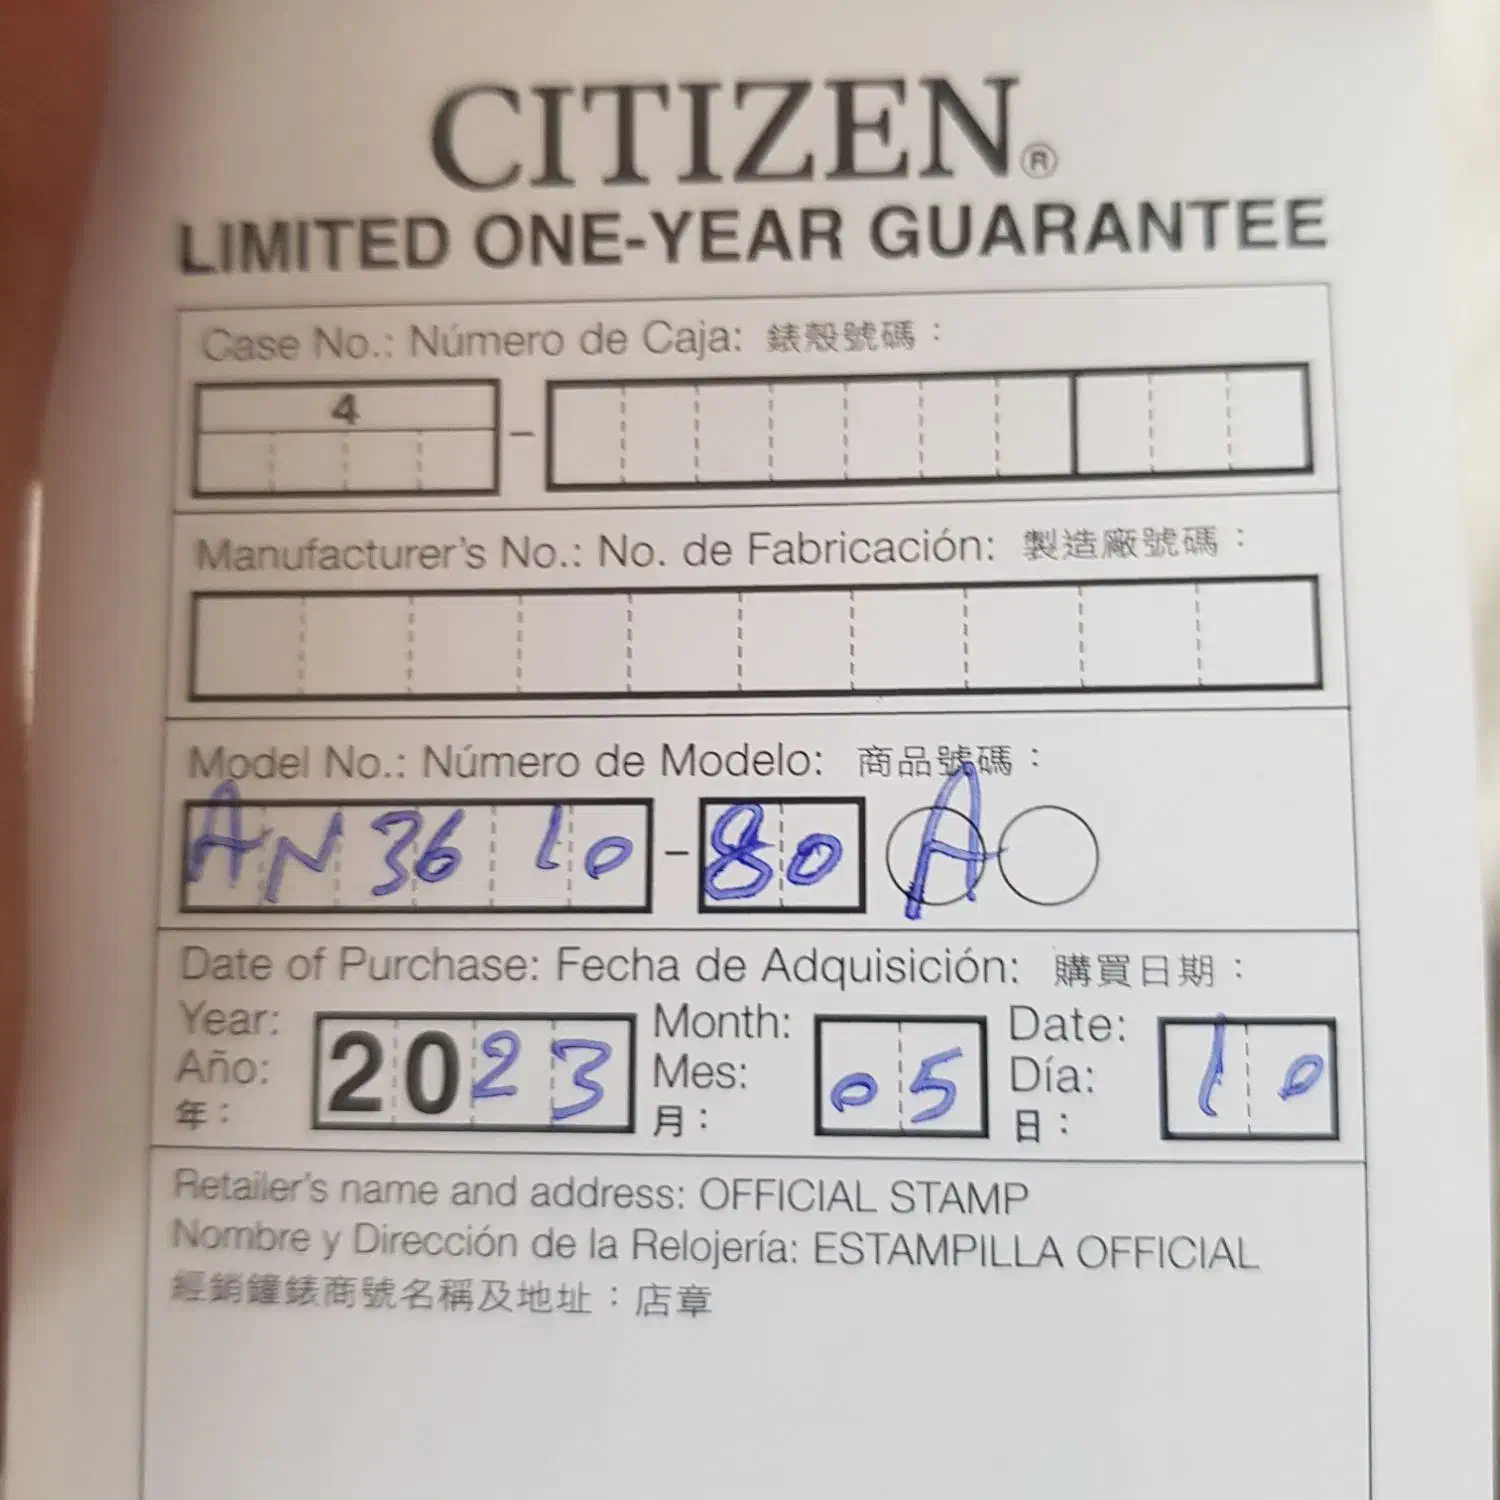 CITIZEN®
LIMITED ONE-YEAR GUARANTEE
Case No.: Número de Caja: 錶殼號碼：
4
–
Manufacturer's No.: No. de Fabricación: 製造廠號碼：
Model No.: Número de Modelo: 商品號碼：
AN3610-80A
Date of Purchase: Fecha de Adquisición: 購買日期：
Year: Month: Date:
Año: 2023 Mes: 05 Día: 10
年： 月： 日：
Retailer's name and address: OFFICIAL STAMP
Nombre y Dirección de la Relojería: ESTAMPILLA OFFICIAL
經銷鐘錶商號名稱及地址：店章